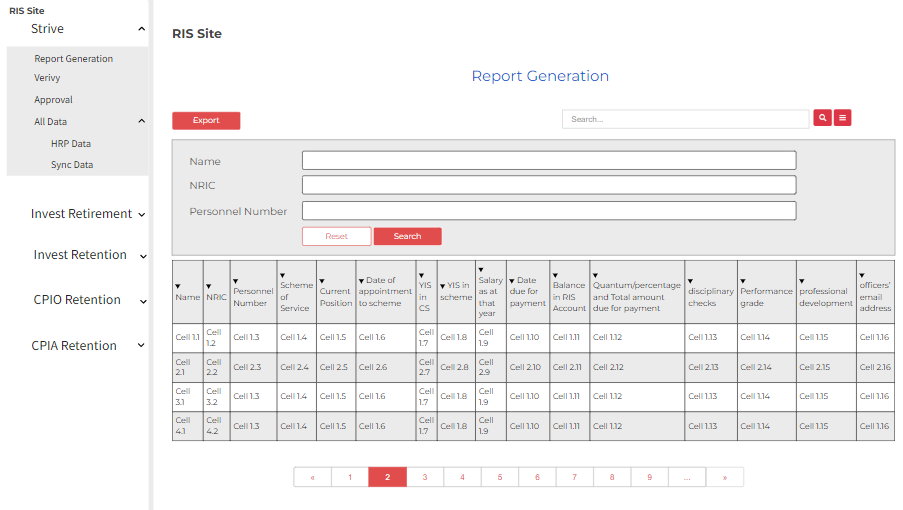 RIS Site
Strive
Report Generation
Verivy
Approval
All Data
HRP Data
Sync Data
Invest Retirement
Invest Retention
CPIO Retention
CPIA Retention
RIS Site
Report Generation
Export
Search...
Name
NRIC
Personnel Number
Reset Search
Name NRIC Personnel Number Scheme of Service Current Position Date of appointment to scheme YIS in CS YIS in scheme Salary as at that year Date due for payment Balance in RIS Account Quantum/percentage and Total amount due for payment disciplinary checks Performance grade professional development officers' email address
Cell 1.1 Cell 1.2 Cell 1.3 Cell 1.4 Cell 1.5 Cell 1.6 Cell 1.7 Cell 1.8 Cell 1.9 Cell 1.10 Cell 1.11 Cell 1.12 Cell 1.13 Cell 1.14 Cell 1.15 Cell 1.16
Cell 2.1 Cell 2.2 Cell 2.3 Cell 2.4 Cell 2.5 Cell 2.6 Cell 2.7 Cell 2.8 Cell 2.9 Cell 2.10 Cell 2.11 Cell 2.12 Cell 2.13 Cell 2.14 Cell 2.15 Cell 2.16
Cell 3.1 Cell 3.2 Cell 1.3 Cell 1.4 Cell 1.5 Cell 1.6 Cell 1.7 Cell 1.8 Cell 1.9 Cell 1.10 Cell 1.11 Cell 1.12 Cell 1.13 Cell 1.14 Cell 1.15 Cell 1.16
Cell 4.1 Cell 4.2 Cell 1.3 Cell 1.4 Cell 1.5 Cell 1.6 Cell 1.7 Cell 1.8 Cell 1.9 Cell 1.10 Cell 1.11 Cell 1.12 Cell 1.13 Cell 1.14 Cell 1.15 Cell 1.16
« 1 2 3 4 5 6 7 8 9 ... »